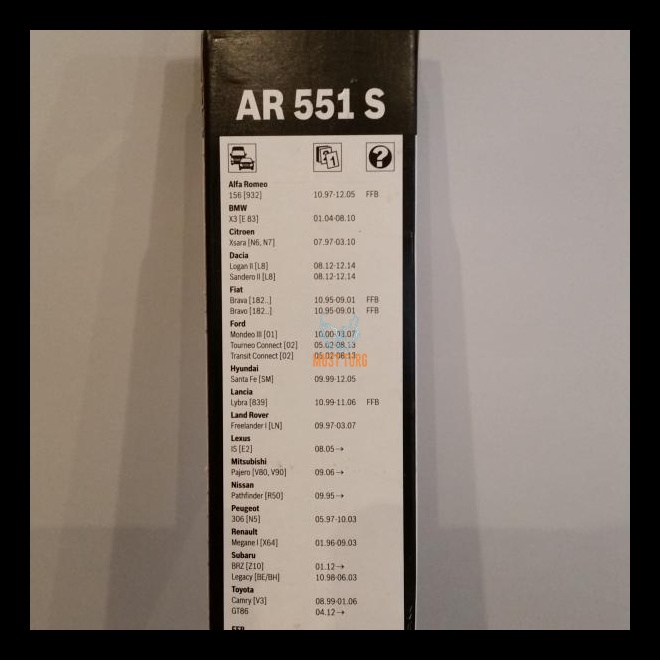 AR 551 S
Alfa Romeo
156 [932] 10.97-12.05 FFB
BMW
X3 [E 83] 01.04-08.10
Citroen
Xsara [N6, N7] 07.97-03.10
Dacia
Logan II [L8] 08.12-12.14
Sandero II [L8] 08.12-12.14
Fiat
Brava [182..] 10.95-09.01 FFB
Bravo [182..] 10.95-09.01 FFB
Ford
Mondeo III [01] 10.00-03.07
Tourneo Connect [02] 05.02-08.13
Transit Connect [02] 05.02-08.13
MUST TORG
Hyundai
Santa Fe [SM] 09.99-12.05
Lancia
Lybra [839] 10.99-11.06 FFB
Land Rover
Freelander I [LN] 09.97-03.07
Lexus
IS [E2] 08.05→
Mitsubishi
Pajero [V80, V90] 09.06→
Nissan
Pathfinder [R50] 09.95→
Peugeot
306 [N5] 05.97-10.03
Renault
Megane I [X64] 01.96-09.03
Subaru
BRZ [Z10] 01.12→
Legacy [BE/BH] 10.98-06.03
Toyota
Camry [V3] 08.99-01.06
GT86 04.12→
FFB